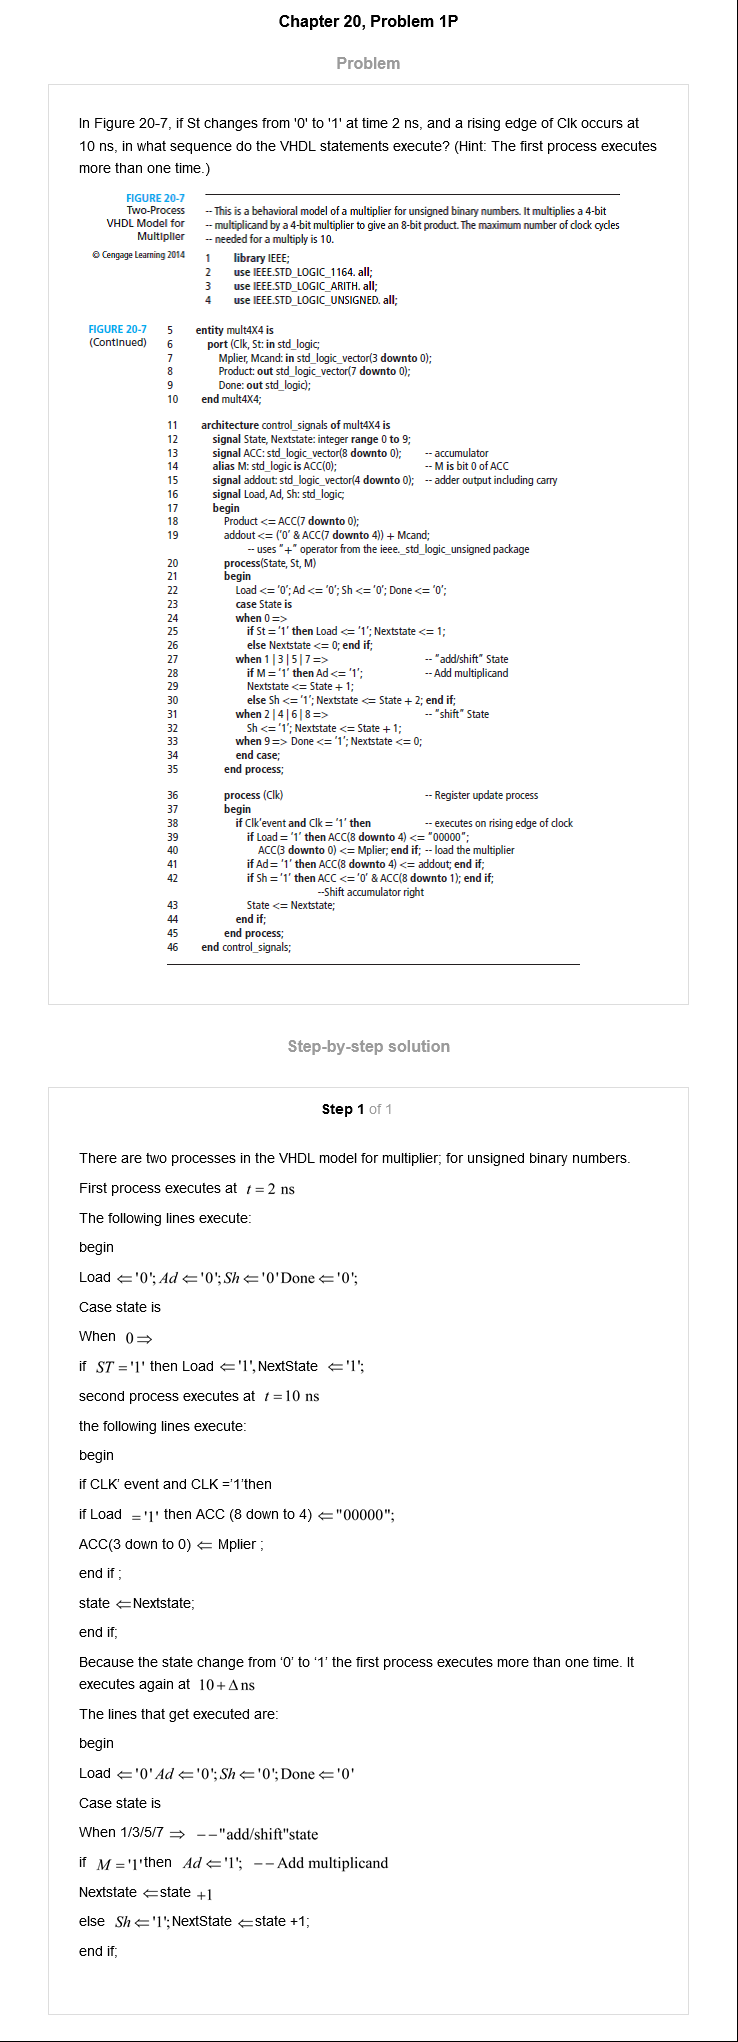 Chapter 20, Problem 1P
Problem
In Figure 20-7, if St changes from '0' to '1' at time 2 ns, and a rising edge of Clk occurs at
10 ns, in what sequence do the VHDL statements execute? (Hint: The first process executes
more than one time.)
FIGURE 20-7
Two-Process
VHDL Model for
Multiplier
© Cengage Learning 2014
-- This is a behavioral model of a multiplier for unsigned binary numbers. It multiplies a 4-bit
-- multiplicand by a 4-bit multiplier to give an 8-bit product. The maximum number of clock cycles
-- needed for a multiply is 10.
1 library IEEE;
2 use IEEE.STD_LOGIC_1164. all;
3 use IEEE.STD_LOGIC_ARITH. all;
4 use IEEE.STD_LOGIC_UNSIGNED. all;
FIGURE 20-7
(Continued)
5 entity mult4X4 is
6 port (Clk, St: in std_logic;
7 Mplier, Mcand: in std_logic_vector(3 downto 0);
8 Product: out std_logic_vector(7 downto 0);
9 Done: out std_logic);
10 end mult4X4;
11 architecture control_signals of mult4X4 is
12 signal State, Nextstate: integer range 0 to 9;
13 signal ACC: std_logic_vector(8 downto 0); -- accumulator
14 alias M: std_logic is ACC(0); -- M is bit 0 of ACC
15 signal addout: std_logic_vector(4 downto 0); -- adder output including carry
16 signal Load, Ad, Sh: std_logic;
17 begin
18 Product <= ACC(7 downto 0);
19 addout <= ('0' & ACC(7 downto 4)) + Mcand;
-- uses "+" operator from the ieee._std_logic_unsigned package
20 process(State, St, M)
21 begin
22 Load <= '0'; Ad <= '0'; Sh <= '0'; Done <= '0';
23 case State is
24 when 0 =>
25 if St = '1' then Load <= '1'; Nextstate <= 1;
26 else Nextstate <= 0; end if;
27 when 1 | 3 | 5 | 7 => -- "add/shift" State
28 if M = '1' then Ad <= '1'; -- Add multiplicand
29 Nextstate <= State + 1;
30 else Sh <= '1'; Nextstate <= State + 2; end if;
31 when 2 | 4 | 6 | 8 => -- "shift" State
32 Sh <= '1'; Nextstate <= State + 1;
33 when 9 => Done <= '1'; Nextstate <= 0;
34 end case;
35 end process;
36 process (Clk) -- Register update process
37 begin
38 if Clk'event and Clk = '1' then -- executes on rising edge of clock
39 if Load = '1' then ACC(8 downto 4) <= "00000";
40 ACC(3 downto 0) <= Mplier; end if; -- load the multiplier
41 if Ad = '1' then ACC(8 downto 4) <= addout; end if;
42 if Sh = '1' then ACC <= '0' & ACC(8 downto 1); end if;
--Shift accumulator right
43 State <= Nextstate;
44 end if;
45 end process;
46 end control_signals;
Step-by-step solution
Step 1 of 1
There are two processes in the VHDL model for multiplier; for unsigned binary numbers.
First process executes at t = 2 ns
The following lines execute:
begin
Load ⇐ '0'; Ad ⇐ '0'; Sh ⇐ '0' Done ⇐ '0';
Case state is
When 0 ⇒
if ST = '1' then Load ⇐ '1', NextState ⇐ '1';
second process executes at t = 10 ns
the following lines execute:
begin
if CLK' event and CLK ='1'then
if Load = '1' then ACC (8 down to 4) ⇐ "00000";
ACC(3 down to 0) ⇐ Mplier ;
end if ;
state ⇐ Nextstate;
end if;
Because the state change from ‘0’ to ‘1’ the first process executes more than one time. It
executes again at 10 + Δ ns
The lines that get executed are:
begin
Load ⇐ '0' Ad ⇐ '0'; Sh ⇐ '0'; Done ⇐ '0'
Case state is
When 1/3/5/7 ⇒ −−"add/shift"state
if M = '1' then Ad ⇐ '1'; −− Add multiplicand
Nextstate ⇐ state +1
else Sh ⇐ '1'; NextState ⇐ state +1;
end if;